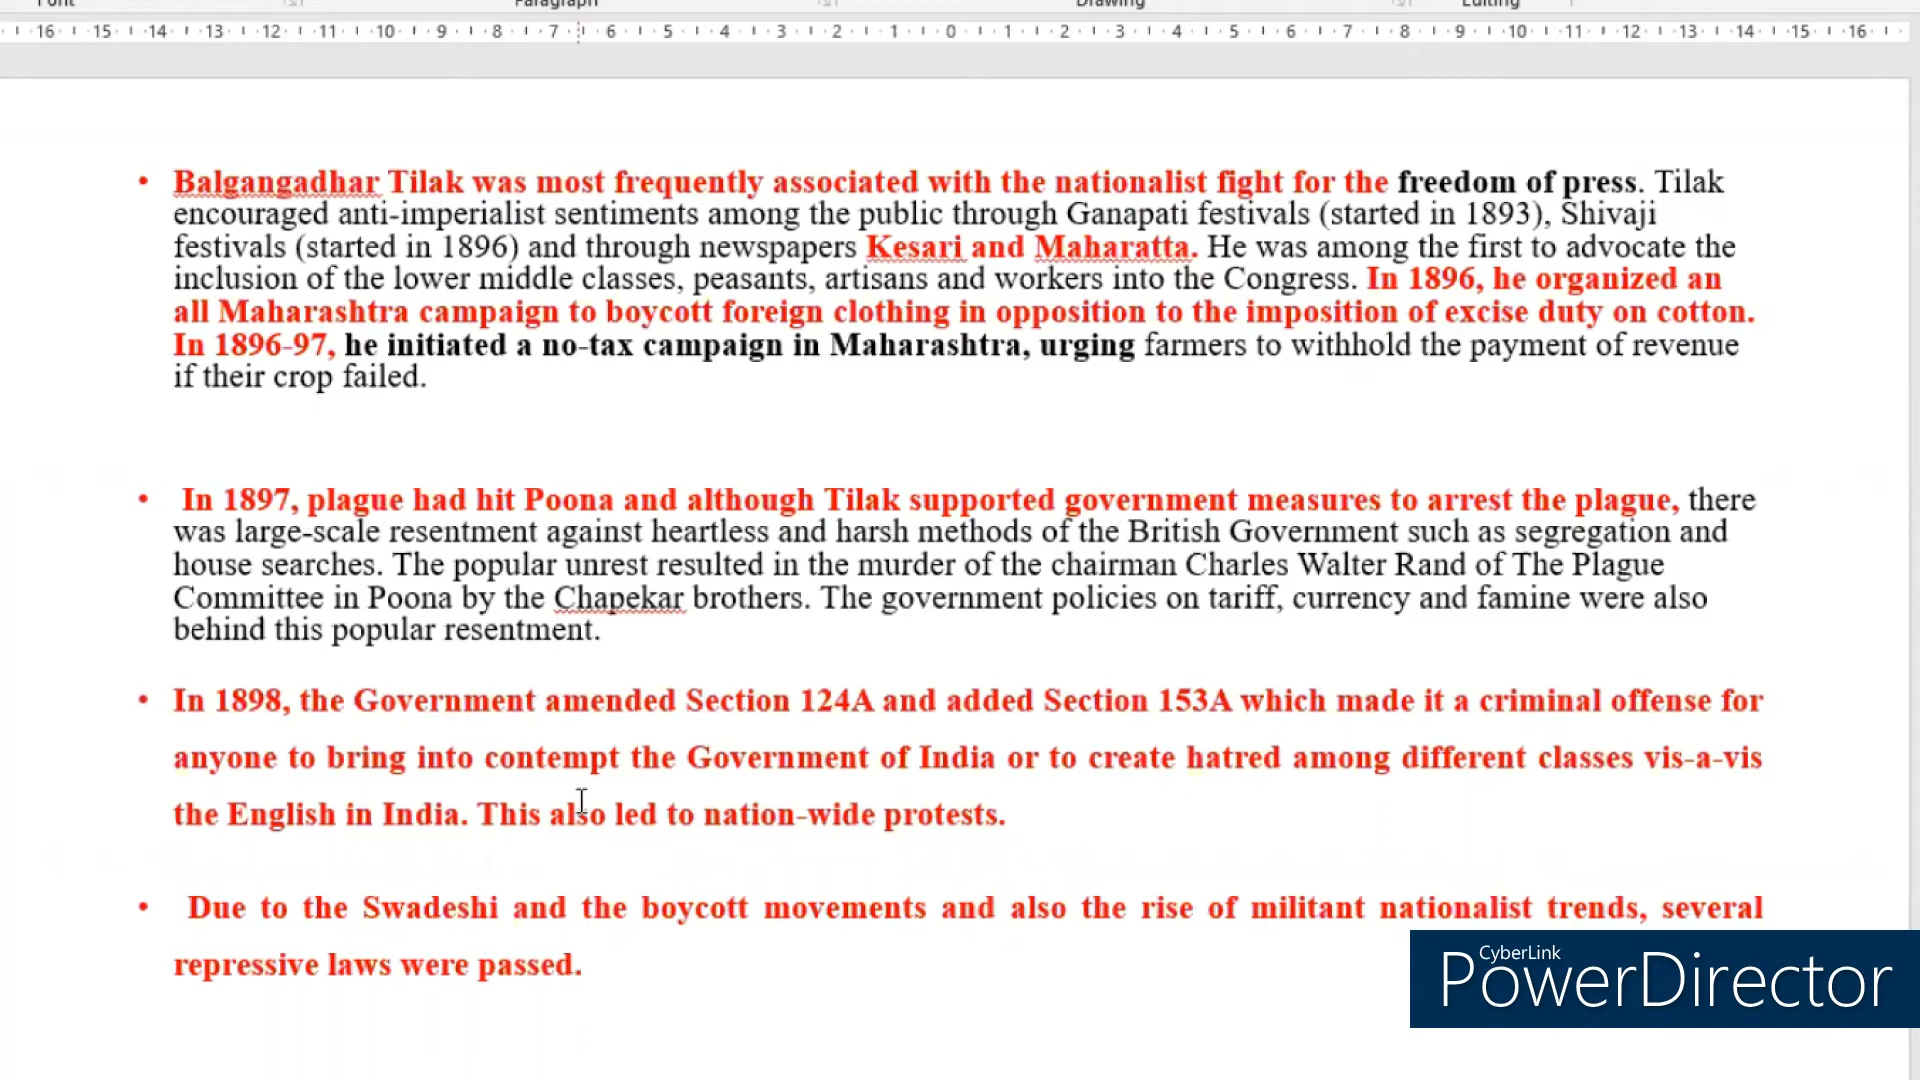 Font
Paragraph
Drawing
Editing
16 15 14 13 12 11 10 9 8 7 6 5 4 3 2 1 0 1 2 3 4 5 6 7 8 9 10 11 12 13 14 15 16
• Balgangadhar Tilak was most frequently associated with the nationalist fight for the freedom of press. Tilak
encouraged anti-imperialist sentiments among the public through Ganapati festivals (started in 1893), Shivaji
festivals (started in 1896) and through newspapers Kesari and Maharatta. He was among the first to advocate the
inclusion of the lower middle classes, peasants, artisans and workers into the Congress. In 1896, he organized an
all Maharashtra campaign to boycott foreign clothing in opposition to the imposition of excise duty on cotton.
In 1896-97, he initiated a no-tax campaign in Maharashtra, urging farmers to withhold the payment of revenue
if their crop failed.
• In 1897, plague had hit Poona and although Tilak supported government measures to arrest the plague, there
was large-scale resentment against heartless and harsh methods of the British Government such as segregation and
house searches. The popular unrest resulted in the murder of the chairman Charles Walter Rand of The Plague
Committee in Poona by the Chapekar brothers. The government policies on tariff, currency and famine were also
behind this popular resentment.
• In 1898, the Government amended Section 124A and added Section 153A which made it a criminal offense for
anyone to bring into contempt the Government of India or to create hatred among different classes vis-a-vis
the English in India. This also led to nation-wide protests.
• Due to the Swadeshi and the boycott movements and also the rise of militant nationalist trends, several
repressive laws were passed.
CyberLink
PowerDirector